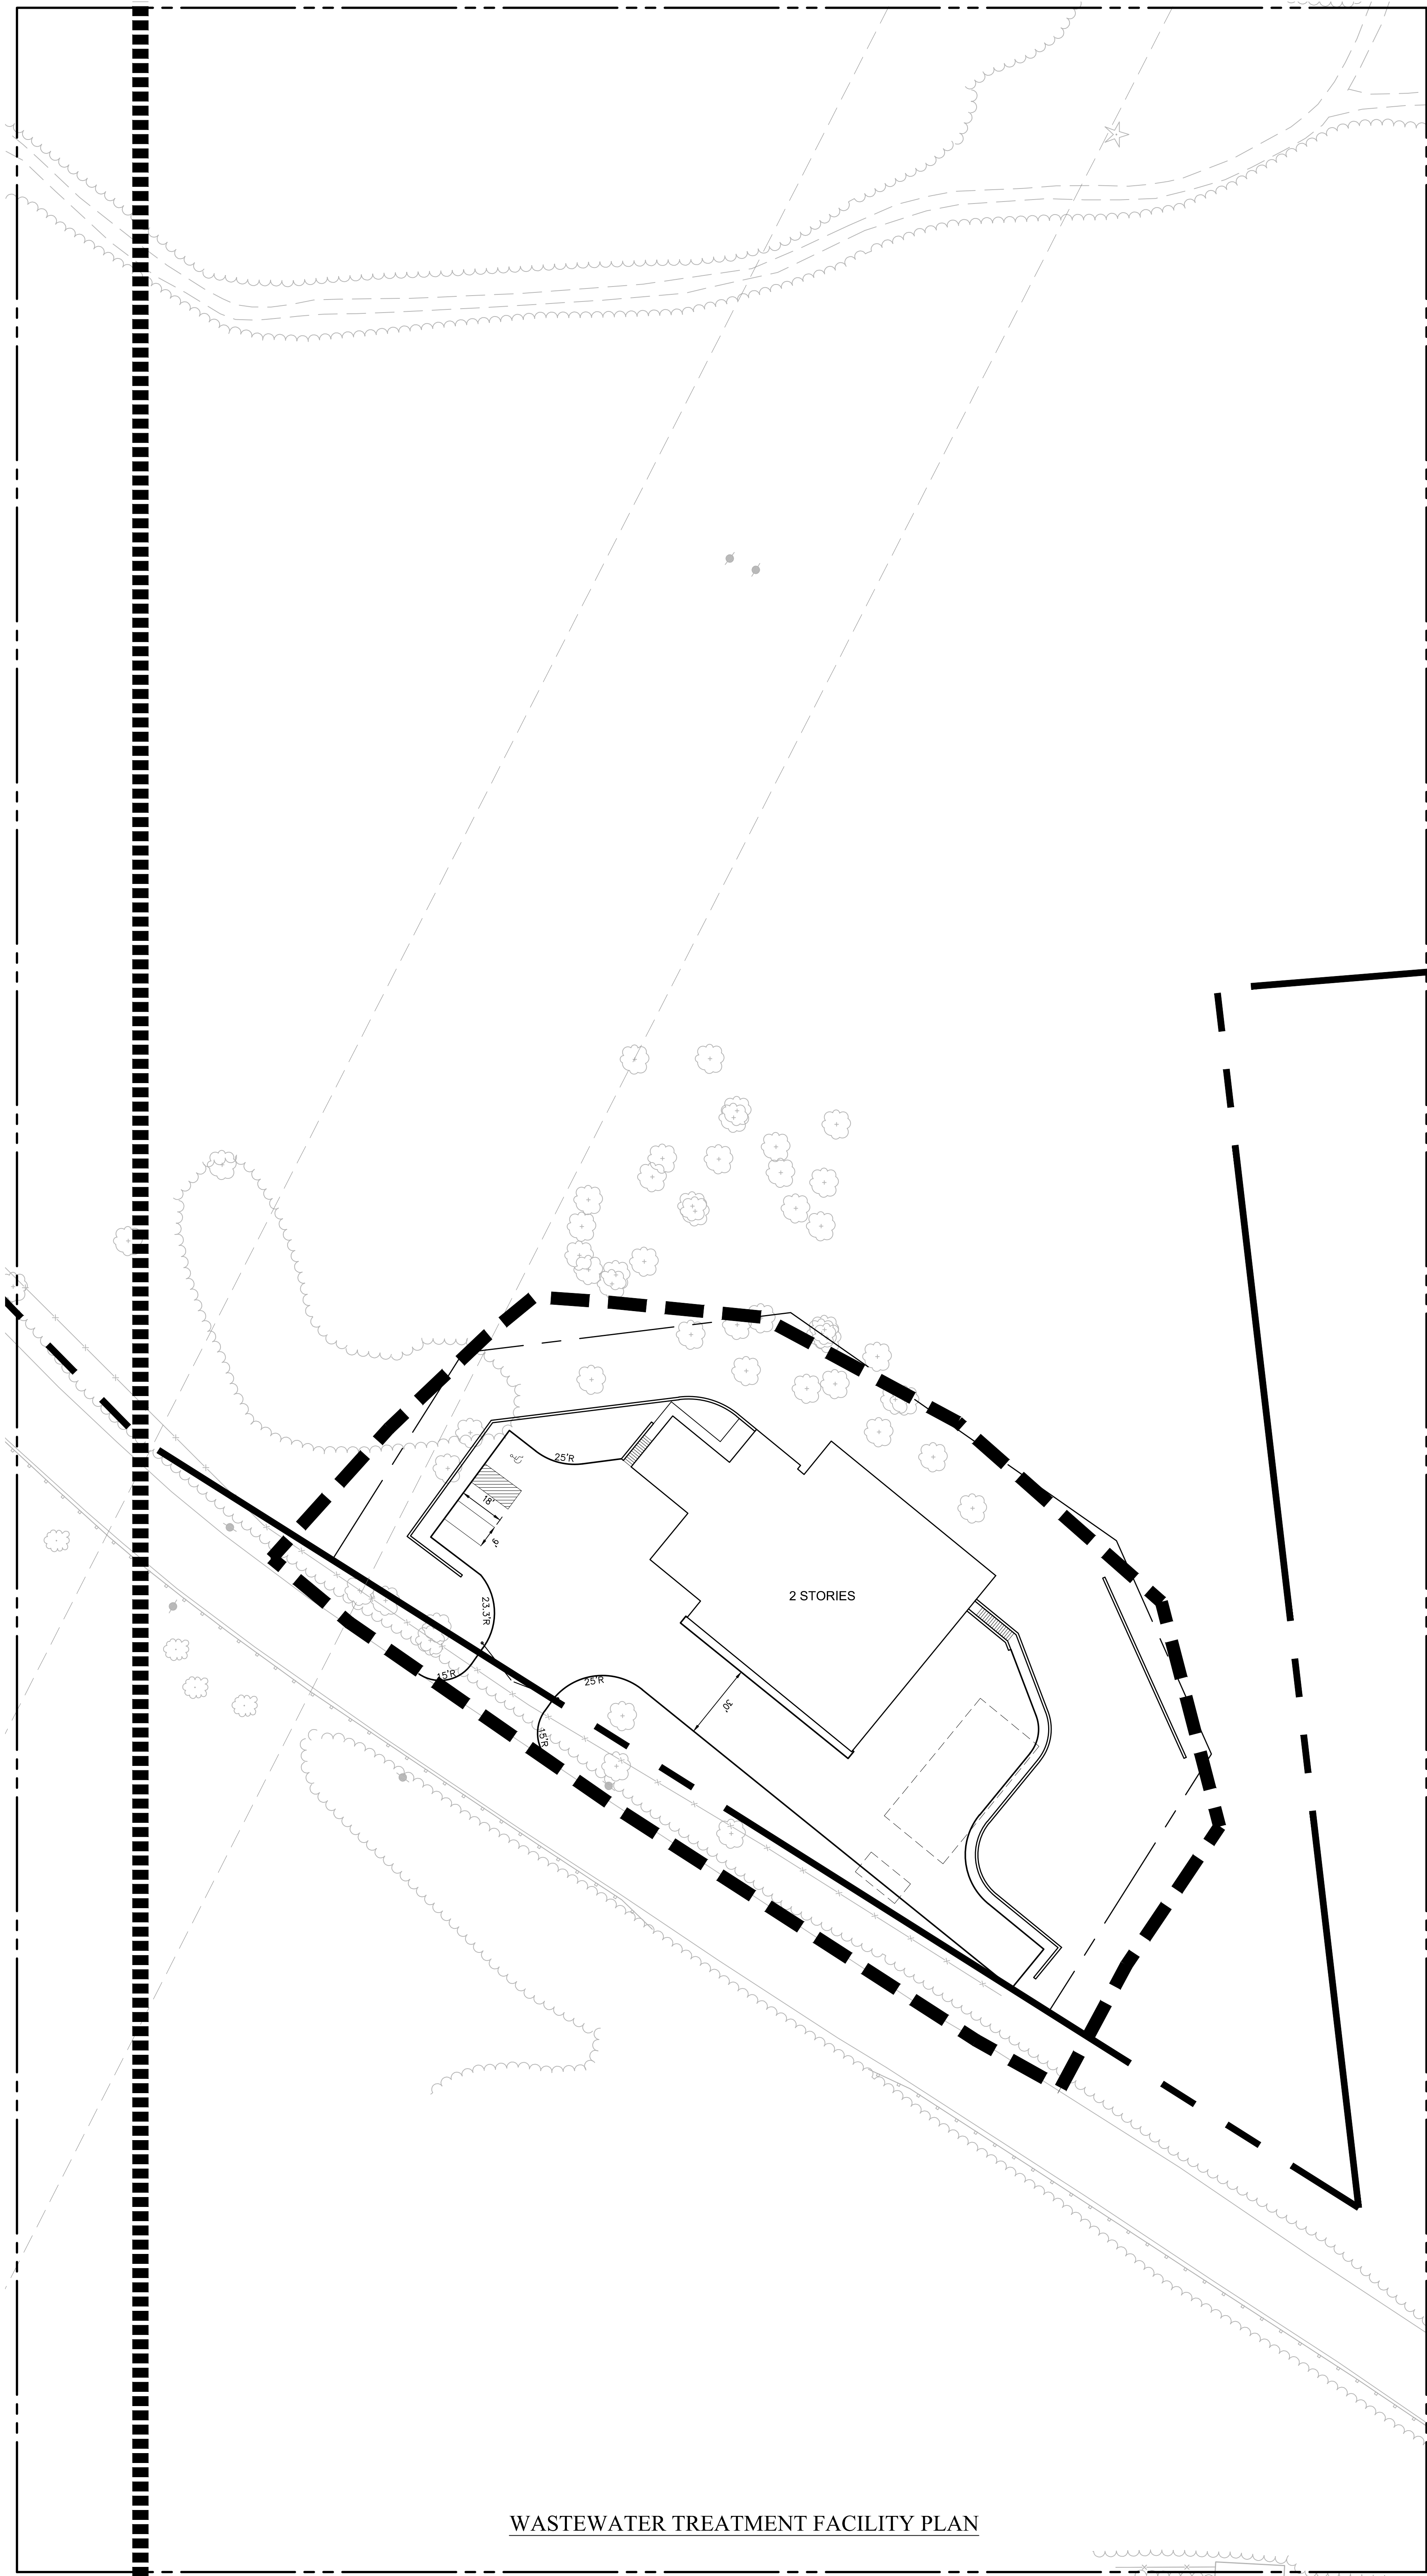 25'R
18'
9'
2 STORIES
23.3'R
15'R
25'R
30'
15'R
WASTEWATER TREATMENT FACILITY PLAN